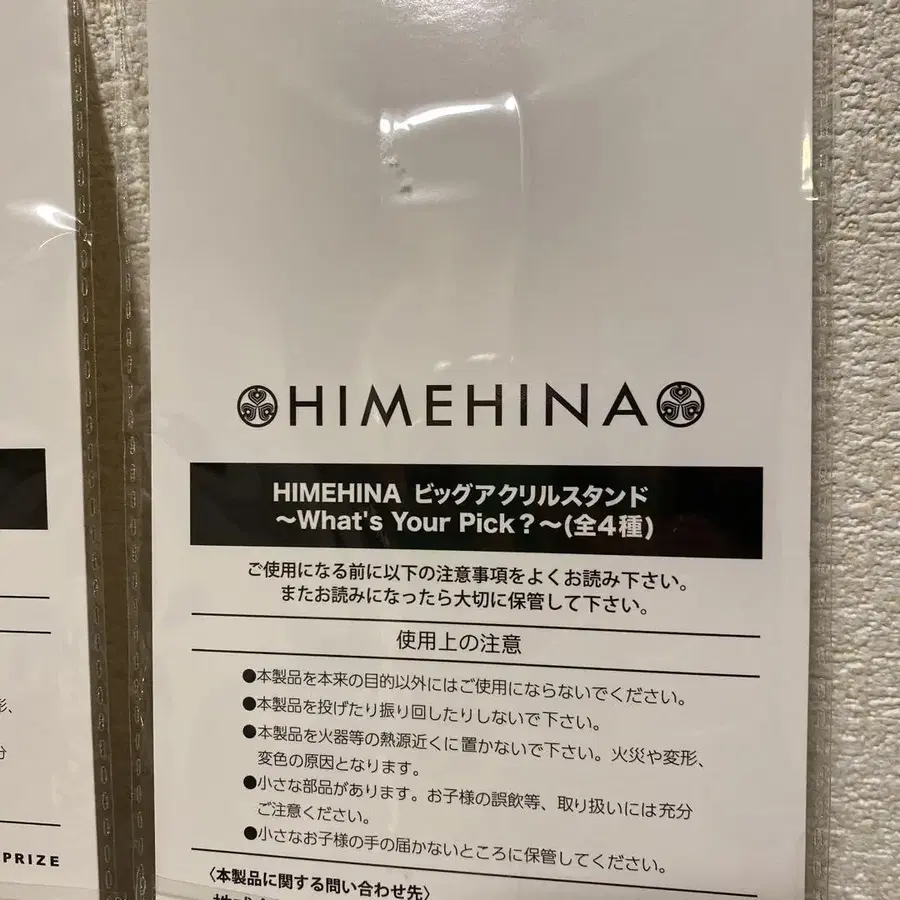 HIMEHINA
HIMEHINA ビッグアクリルスタンド
～What's Your Pick？～(全4種)
ご使用になる前に以下の注意事項をよくお読み下さい。
またお読みになったら大切に保管して下さい。
使用上の注意
●本製品を本来の目的以外にはご使用にならないでください。
●本製品を投げたり振り回したりしないで下さい。
●本製品を火器等の熱源近くに置かないで下さい。火災や変形、
変色の原因となります。
●小さな部品があります。お子様の誤飲等、取り扱いには充分
ご注意ください。
●小さなお子様の手の届かないところに保管してください。
〈本製品に関する問い合わせ先〉
形、
分
PRIZE